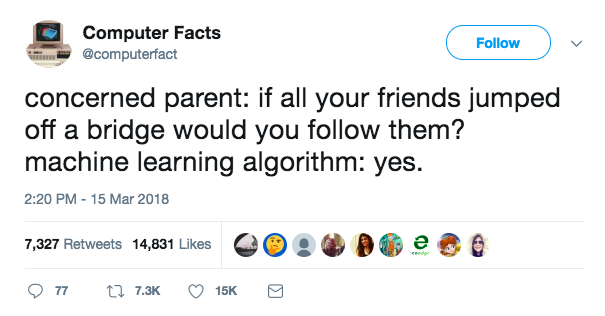 Computer Facts
@computerfact
Follow
concerned parent: if all your friends jumped
off a bridge would you follow them?
machine learning algorithm: yes.
2:20 PM - 15 Mar 2018
7,327 Retweets 14,831 Likes
77 7.3K 15K